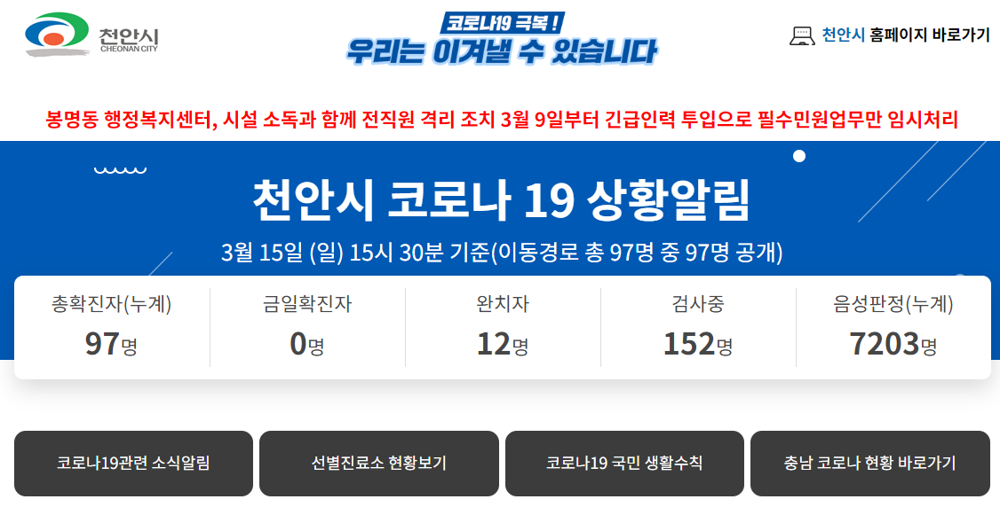 천안시
CHEONAN CITY
코로나19 극복 !
우리는 이겨낼 수 있습니다
천안시 홈페이지 바로가기
봉명동 행정복지센터, 시설 소독과 함께 전직원 격리 조치 3월 9일부터 긴급인력 투입으로 필수민원업무만 임시처리
천안시 코로나 19 상황알림
3월 15일 (일) 15시 30분 기준(이동경로 총 97명 중 97명 공개)
총확진자(누계)
97명
금일확진자
0명
완치자
12명
검사중
152명
음성판정(누계)
7203명
코로나19관련 소식알림
선별진료소 현황보기
코로나19 국민 생활수칙
충남 코로나 현황 바로가기